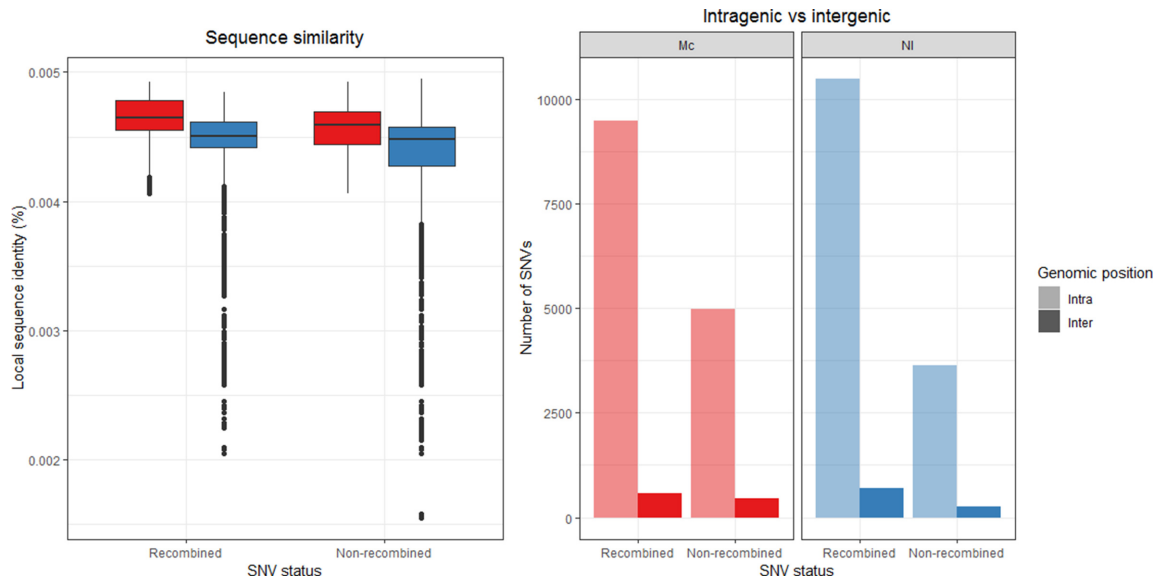 Sequence similarity
Local sequence identity (%)
0.005
0.004
0.003
0.002
Recombined
Non-recombined
SNV status
Intragenic vs intergenic
Mc
Nl
Number of SNVs
10000
7500
5000
2500
0
Recombined
Non-recombined
Recombined
Non-recombined
SNV status
Genomic position
Intra
Inter